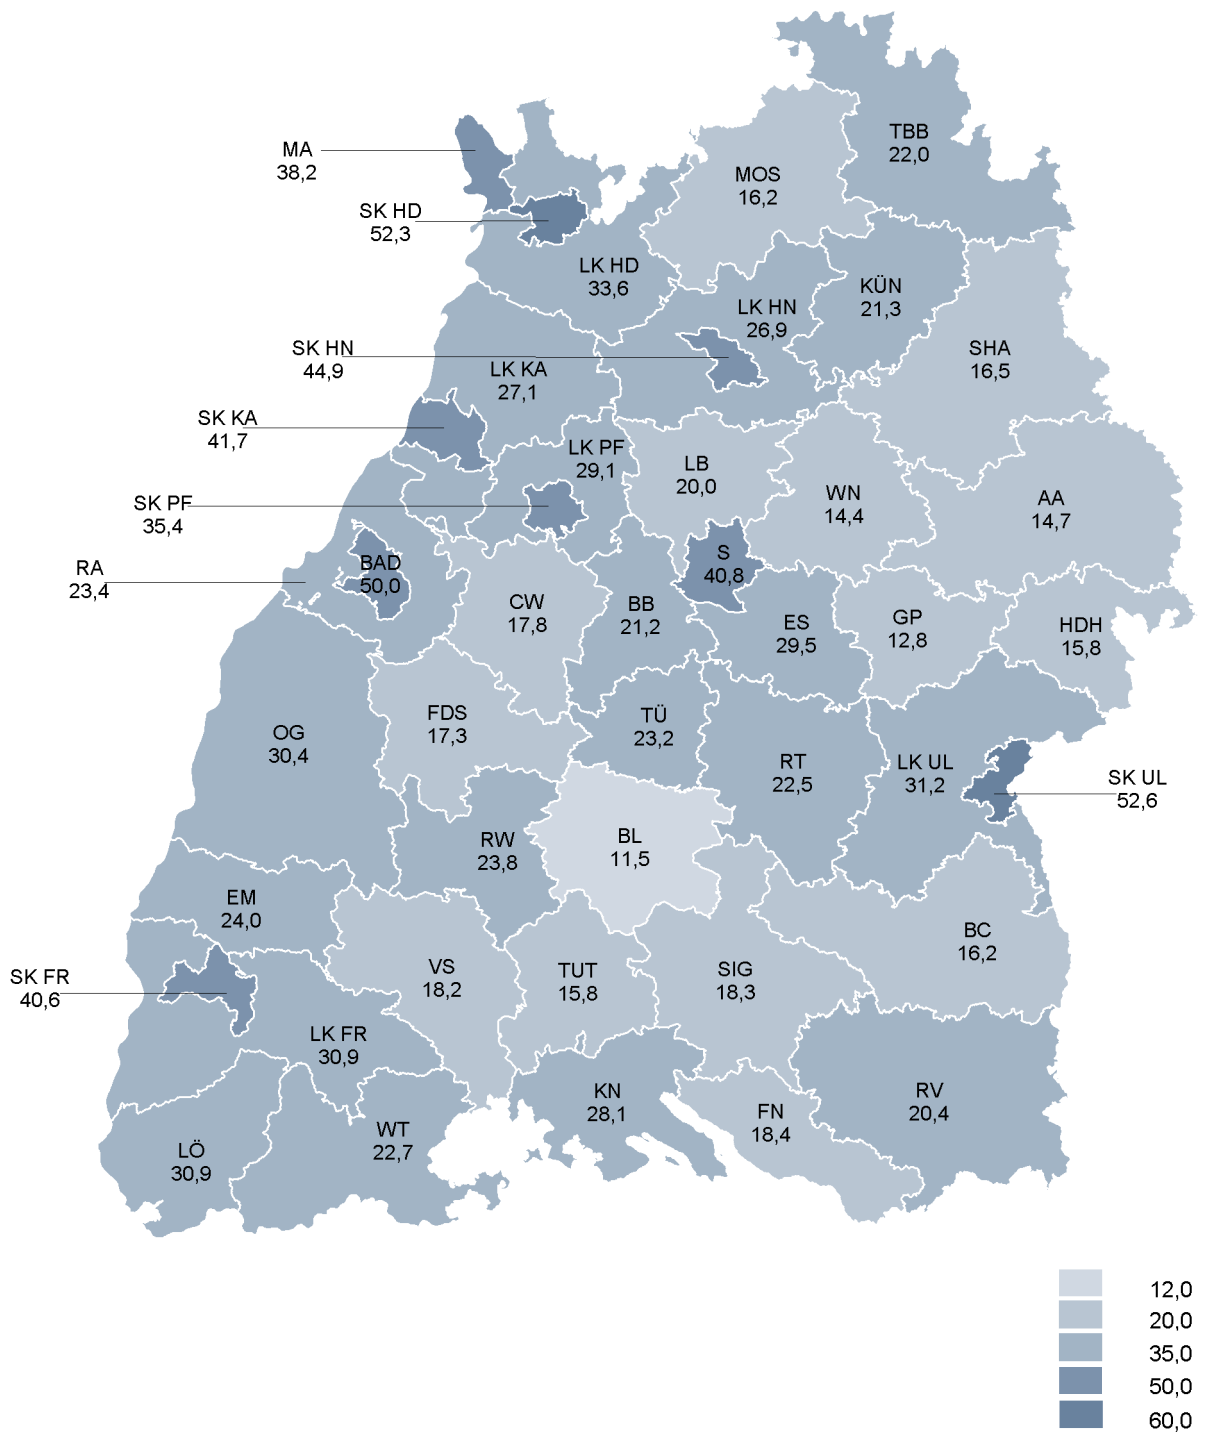 TBB
22,0
MA
38,2
MOS
16,2
SK HD
52,3
LK HD
33,6
KÜN
21,3
LK HN
26,9
SK HN
44,9
SHA
16,5
LK KA
27,1
SK KA
41,7
LK PF
29,1
LB
20,0
WN
14,4
AA
14,7
SK PF
35,4
S
40,8
BAD
50,0
RA
23,4
CW
17,8
BB
21,2
ES
29,5
GP
12,8
HDH
15,8
FDS
17,3
TÜ
23,2
OG
30,4
RT
22,5
LK UL
31,2
SK UL
52,6
RW
23,8
BL
11,5
EM
24,0
BC
16,2
SK FR
40,6
VS
18,2
TUT
15,8
SIG
18,3
LK FR
30,9
KN
28,1
RV
20,4
FN
18,4
WT
22,7
LÖ
30,9
12,0
20,0
35,0
50,0
60,0